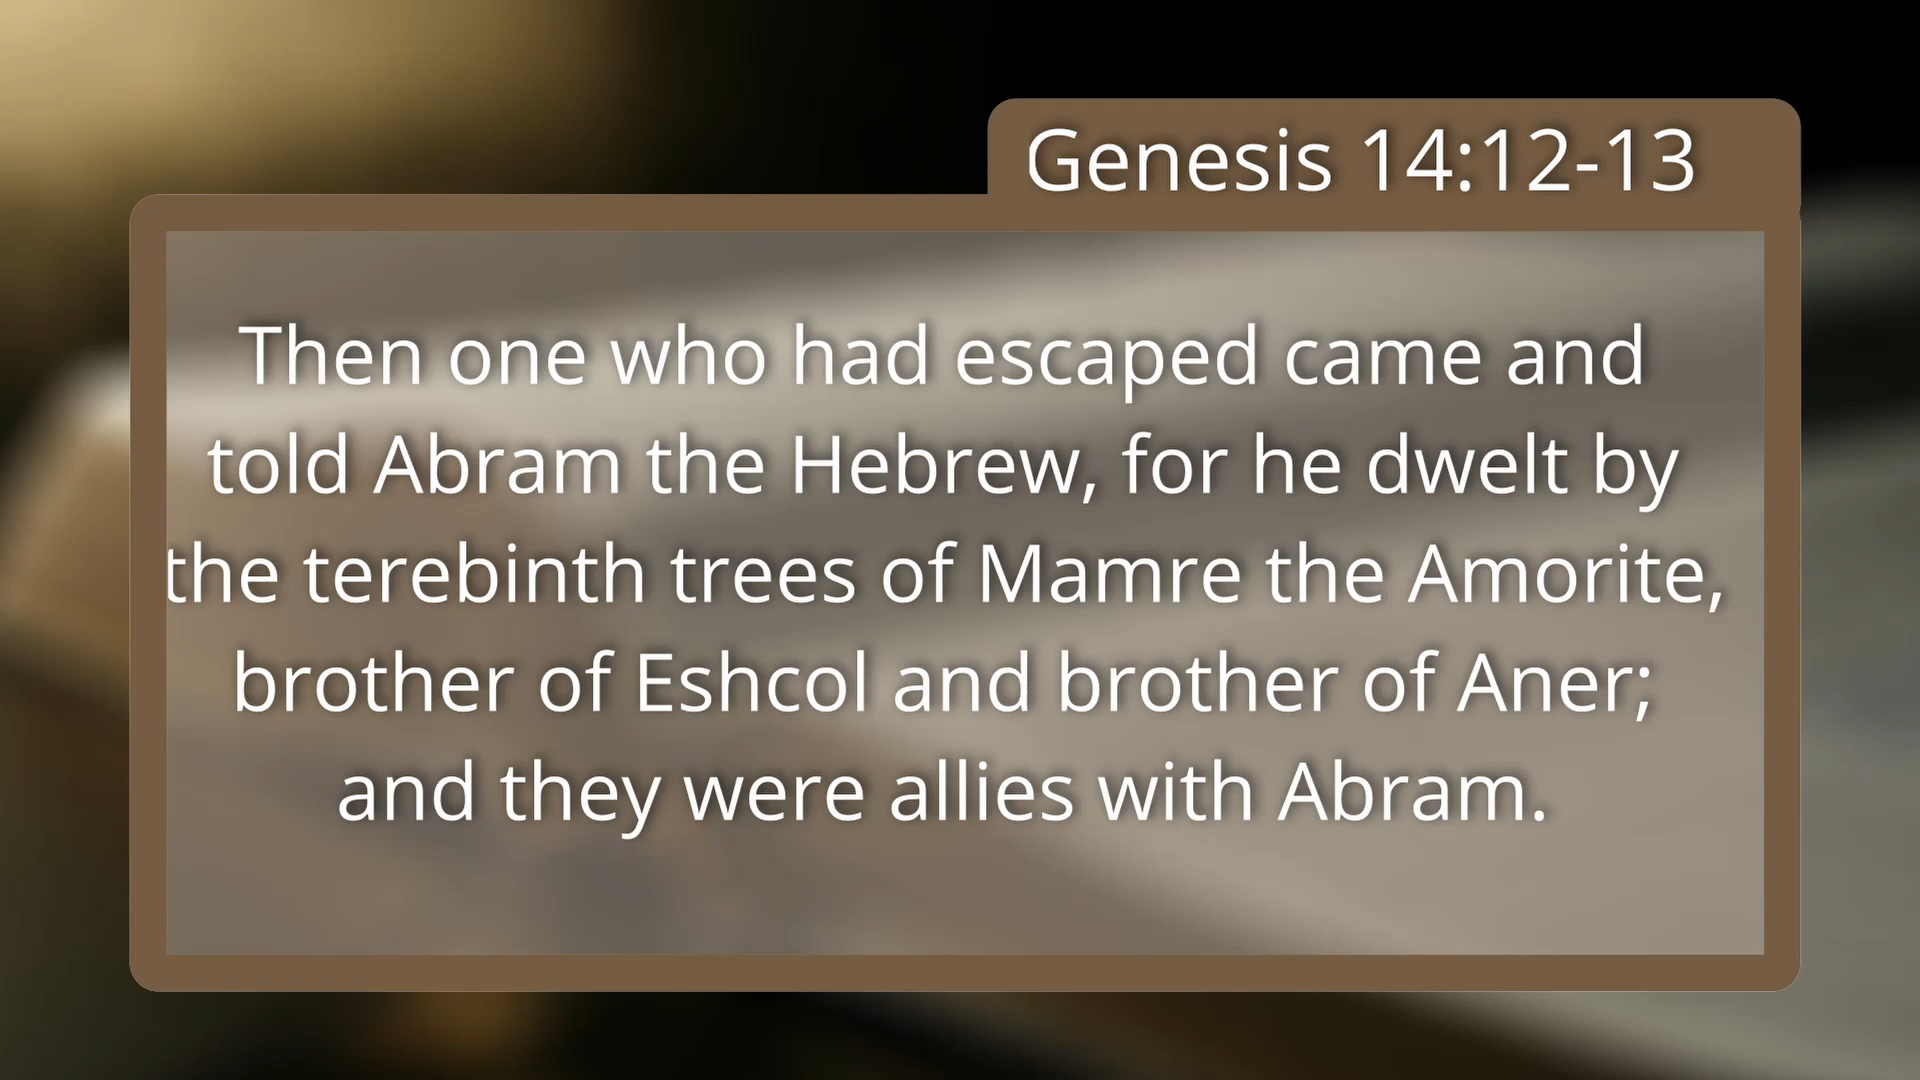 Genesis 14:12-13
Then one who had escaped came and
told Abram the Hebrew, for he dwelt by
the terebinth trees of Mamre the Amorite,
brother of Eshcol and brother of Aner;
and they were allies with Abram.